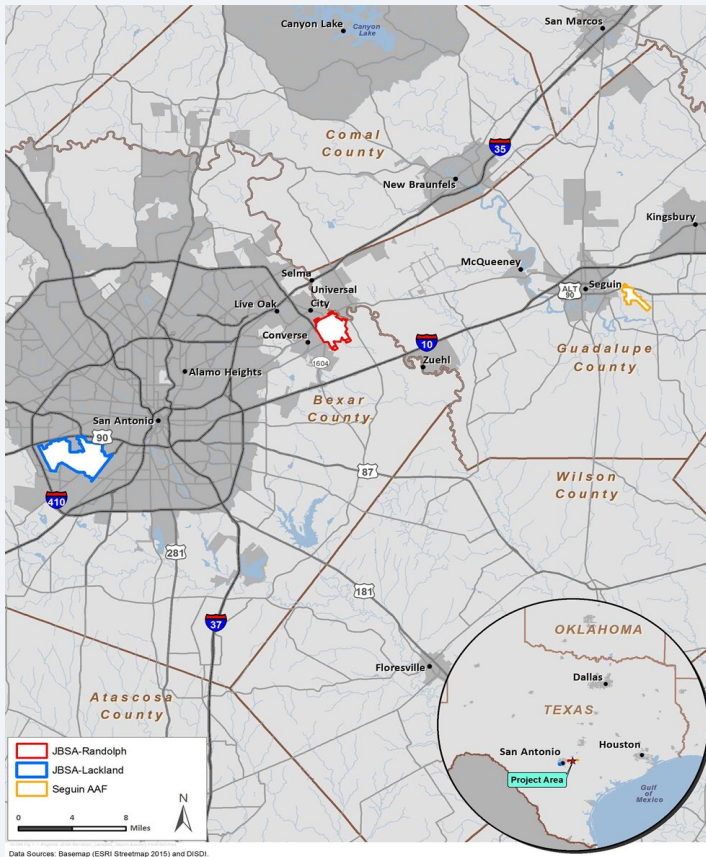 Canyon Lake
Canyon
Lake
San Marcos
Comal
County
35
New Braunfels
Kingsbury
McQueeney
Selma
Universal
City
ALT
90
Seguin
Live Oak
Converse
10
Guadalupe
County
1604
Zuehl
Alamo Heights
Bexar
County
San Antonio
90
87
Wilson
County
410
281
181
37
OKLAHOMA
Floresville
Dallas
Atascosa
County
TEXAS
JBSA-Randolph
JBSA-Lackland
Seguin AAF
San Antonio
Houston
Project Area
Gulf
of
Mexico
N
0 4 8
Miles
Data Sources: Basemap (ESRI Streetmap 2015) and DISDI.